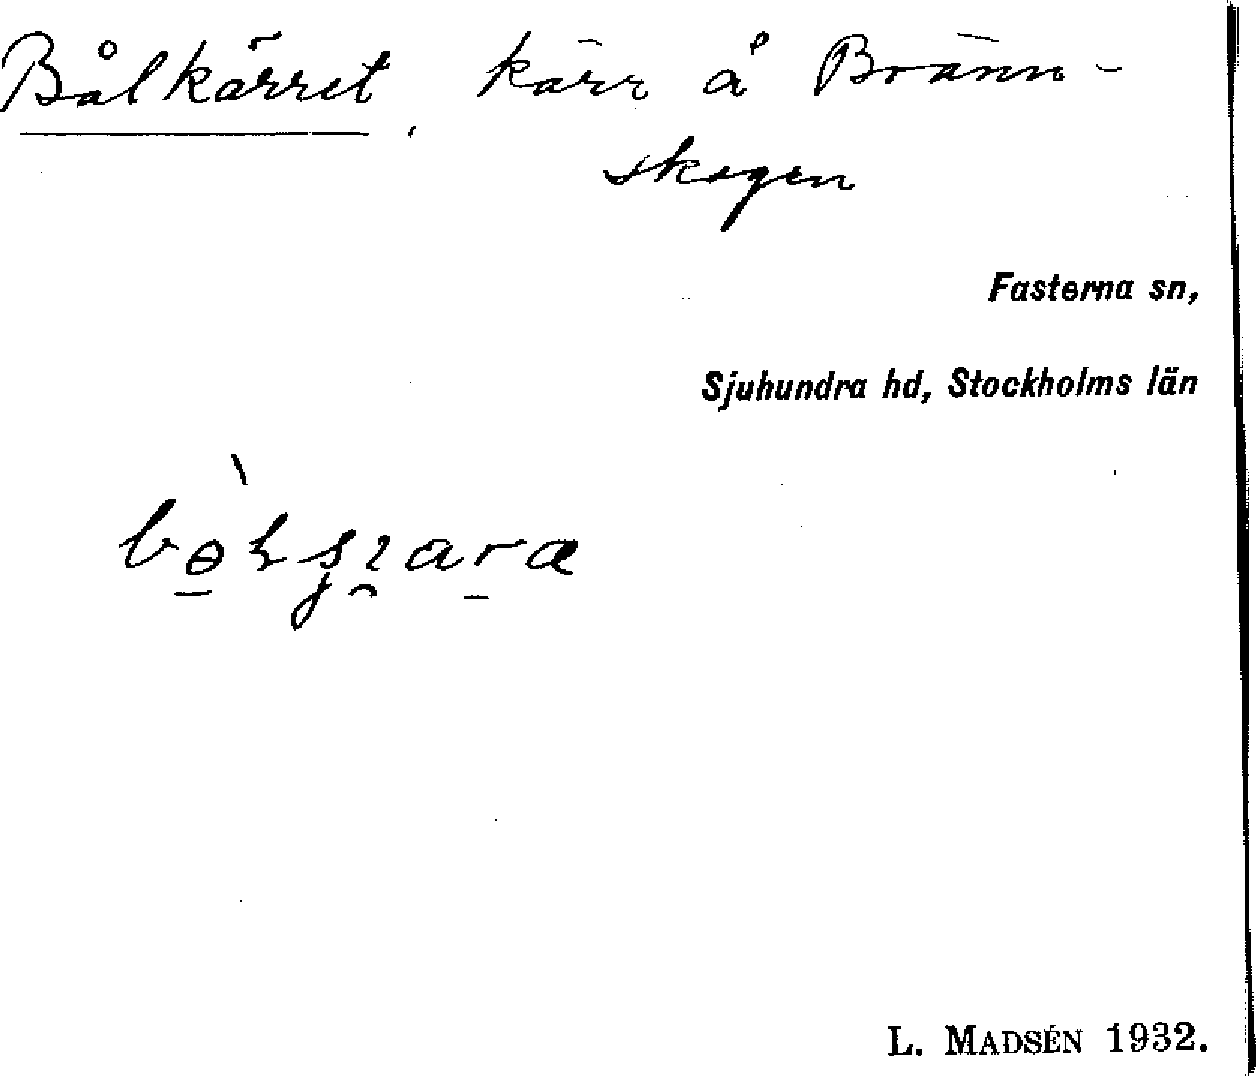 Bålkärret, kärr å Bränn-
skogen
Fasterna sn,
Sjuhundra hd, Stockholms län
L. MADSÉN 1932.